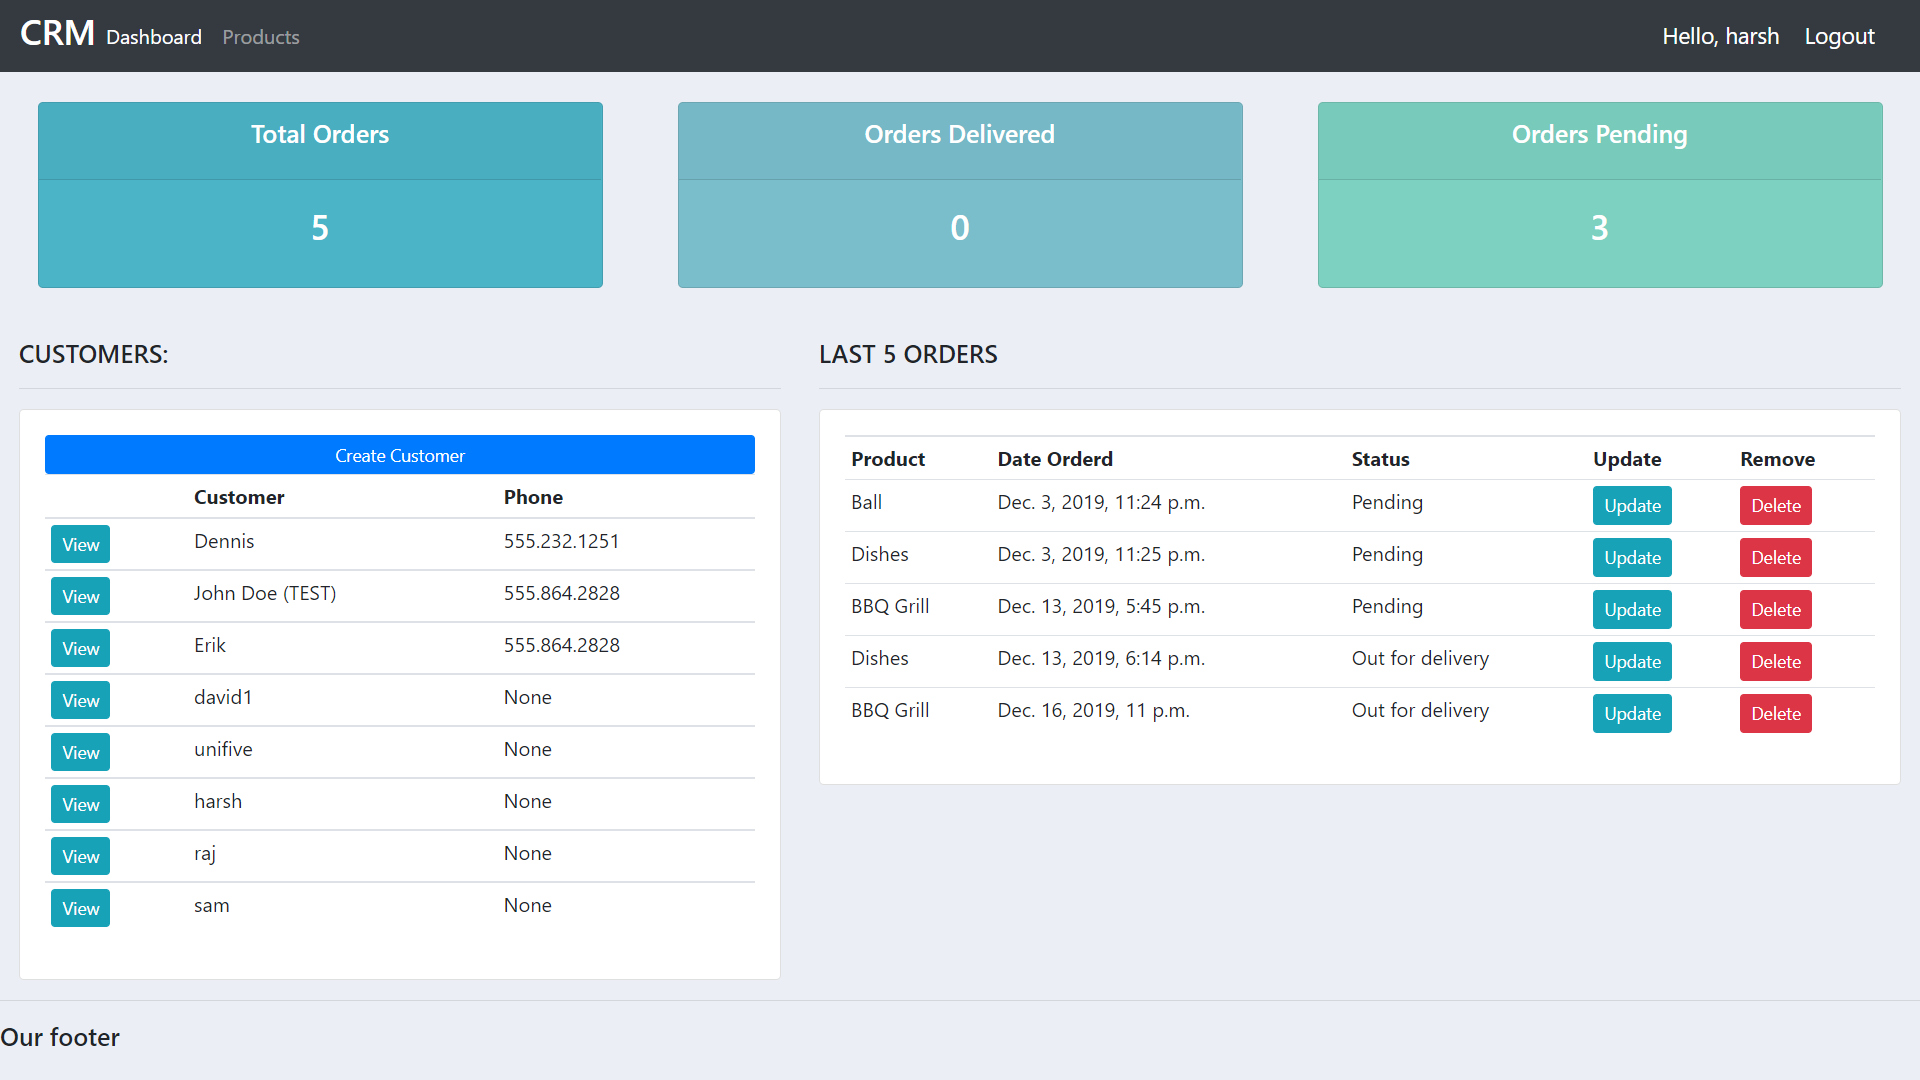 CRM Dashboard Products Hello, harsh Logout
Total Orders
5
Orders Delivered
0
Orders Pending
3
CUSTOMERS:
Create Customer
Customer Phone
View Dennis 555.232.1251
View John Doe (TEST) 555.864.2828
View Erik 555.864.2828
View david1 None
View unifive None
View harsh None
View raj None
View sam None
LAST 5 ORDERS
Product Date Orderd Status Update Remove
Ball Dec. 3, 2019, 11:24 p.m. Pending Update Delete
Dishes Dec. 3, 2019, 11:25 p.m. Pending Update Delete
BBQ Grill Dec. 13, 2019, 5:45 p.m. Pending Update Delete
Dishes Dec. 13, 2019, 6:14 p.m. Out for delivery Update Delete
BBQ Grill Dec. 16, 2019, 11 p.m. Out for delivery Update Delete
Our footer